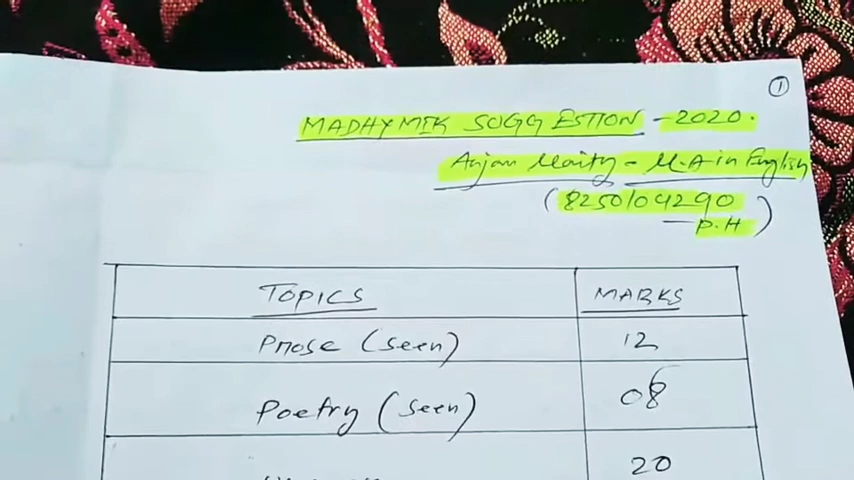 ①
MADHYMIK SUGGESTION - 2020.
Anjan Maity - M.A in English
(8250104290
— P.H)
TOPICS MARKS
Prose (seen) 12
Poetry (seen) 08
20